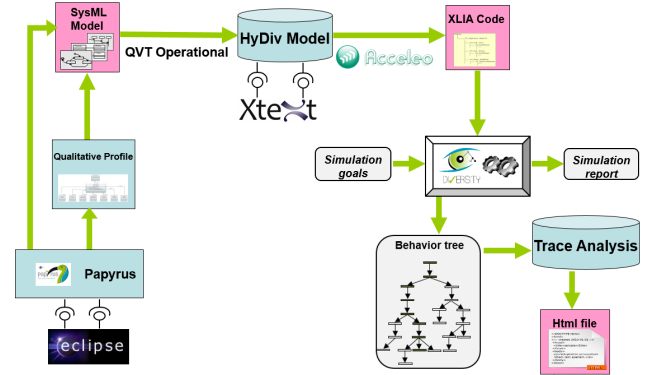 SysML
Model
QVT Operational
HyDiv Model
Acceleo
XLIA Code
Xtext
Qualitative Profile
Simulation
goals
DIVERSITY
Simulation
report
Papyrus
Behavior tree
Trace Analysis
eclipse
Html file